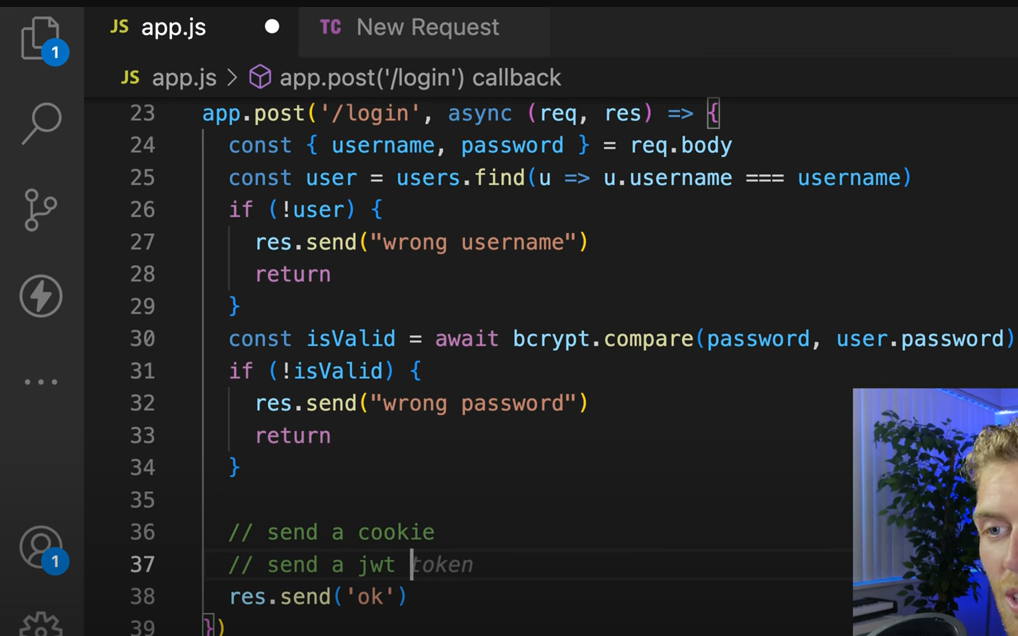 1
JS app.js
TC New Request
JS app.js > app.post('/login') callback
23 app.post('/login', async (req, res) => {
24 const { username, password } = req.body
25 const user = users.find(u => u.username === username)
26 if (!user) {
27 res.send("wrong username")
28 return
29 }
30 const isValid = await bcrypt.compare(password, user.password)
31 if (!isValid) {
32 res.send("wrong password")
33 return
34 }
35
36 // send a cookie
37 // send a jwt token
38 res.send('ok')
39 })
1